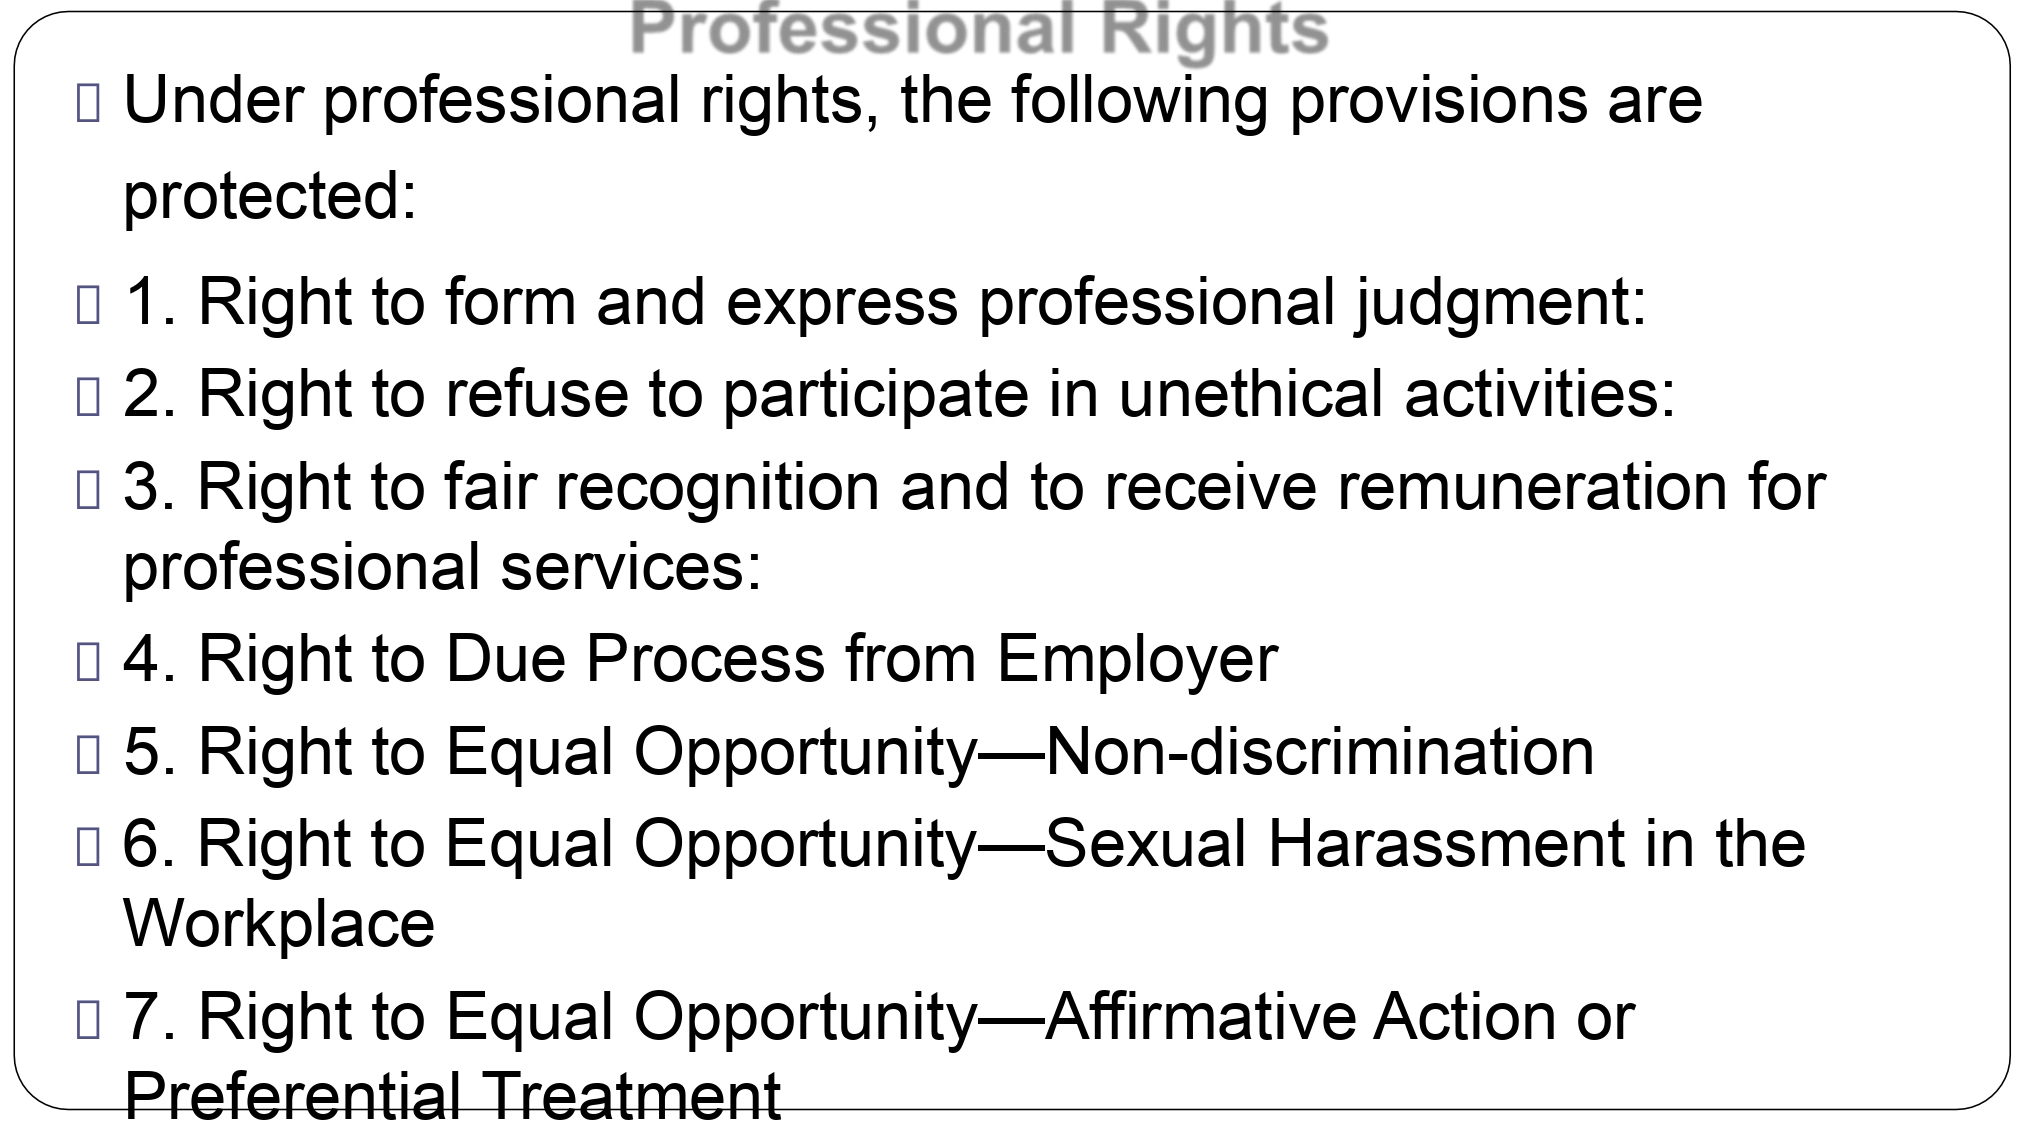 Professional Rights
Under professional rights, the following provisions are
protected:
1. Right to form and express professional judgment:
2. Right to refuse to participate in unethical activities:
3. Right to fair recognition and to receive remuneration for
professional services:
4. Right to Due Process from Employer
5. Right to Equal Opportunity—Non-discrimination
6. Right to Equal Opportunity—Sexual Harassment in the
Workplace
7. Right to Equal Opportunity—Affirmative Action or
Preferential Treatment